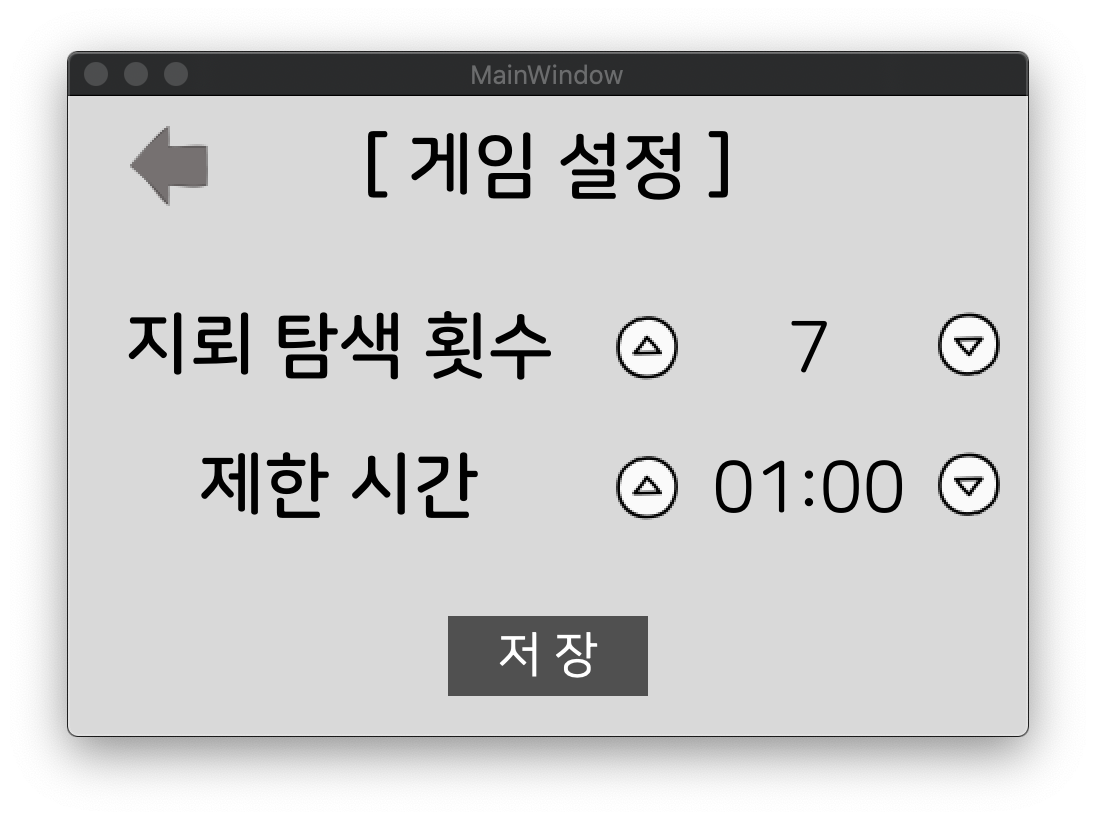 MainWindow
[ 게임 설정 ]
지뢰 탐색 횟수 7
제한 시간 01:00
저 장